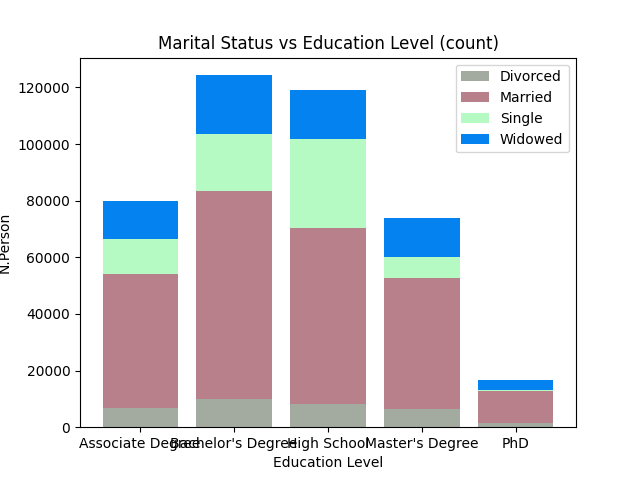 Marital Status vs Education Level (count)
Divorced
Married
Single
Widowed
120000
100000
80000
60000
40000
20000
0
N.Person
Associate Degree Bachelor's Degree High School Master's Degree PhD
Education Level